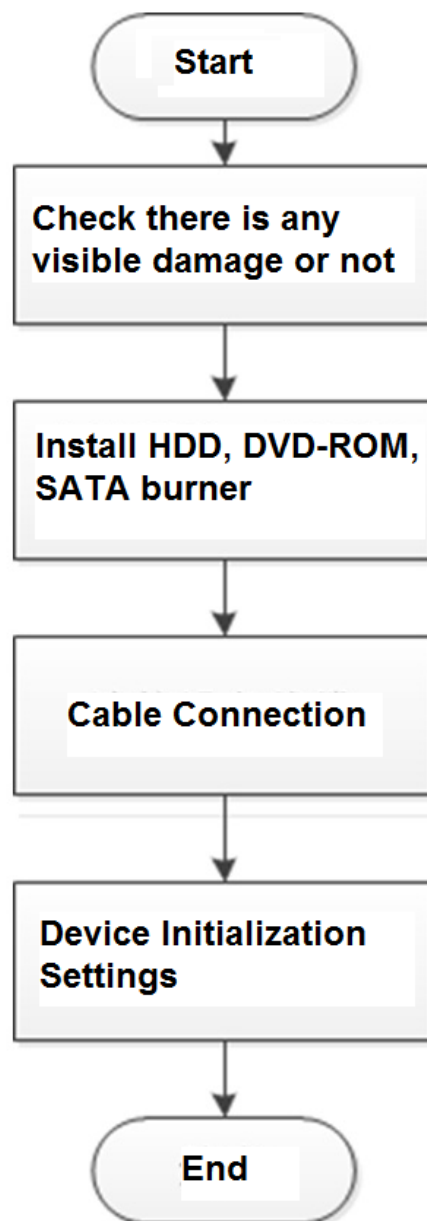 Start
Check there is any
visible damage or not
Install HDD, DVD-ROM,
SATA burner
Cable Connection
Device Initialization
Settings
End